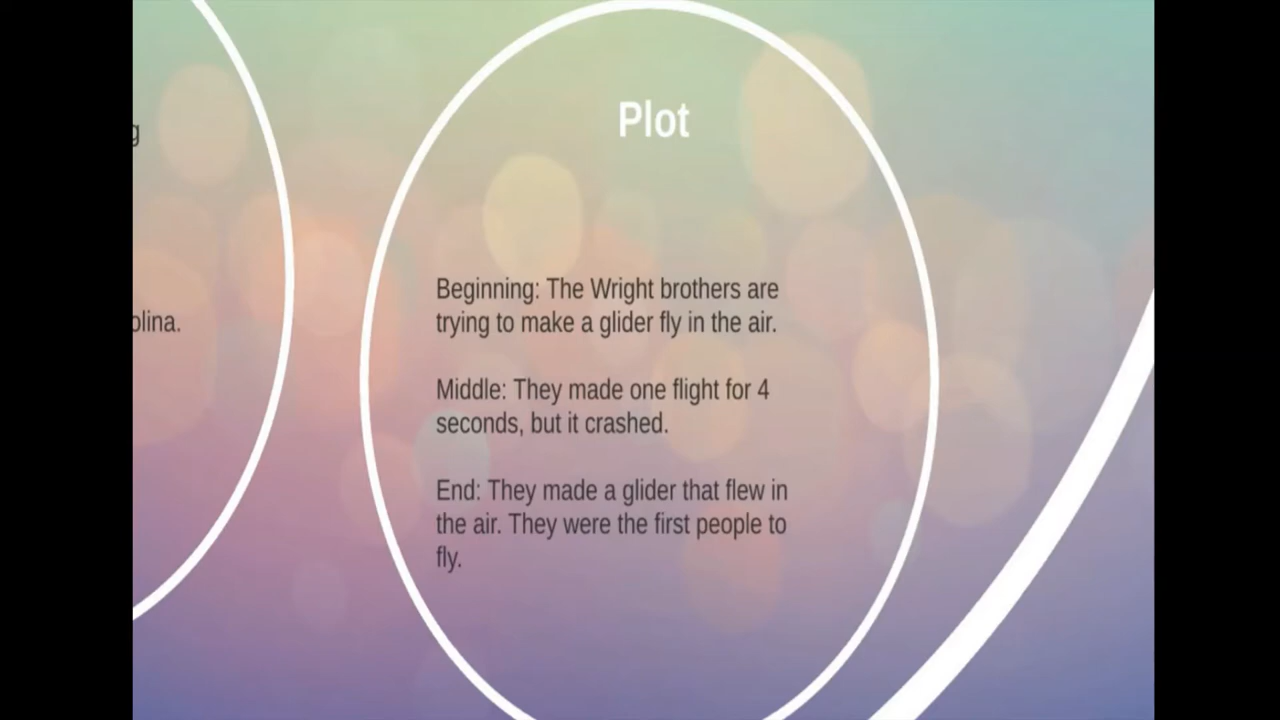 Plot
g
olina.
Beginning: The Wright brothers are
trying to make a glider fly in the air.
Middle: They made one flight for 4
seconds, but it crashed.
End: They made a glider that flew in
the air. They were the first people to
fly.